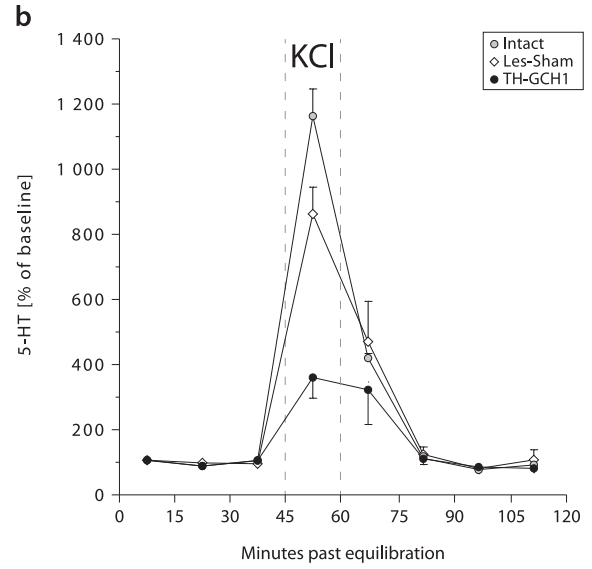 b
KCl
Intact
Les-Sham
TH-GCH1
5-HT [% of baseline]
1 400
1 200
1 000
800
600
400
200
0
0 15 30 45 60 75 90 105 120
Minutes past equilibration